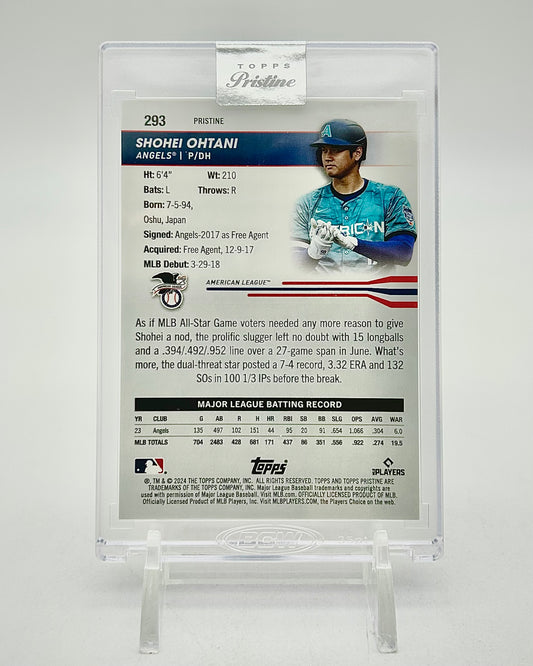 TOPPS
Pristine
293 PRISTINE
SHOHEI OHTANI
ANGELS® | P/DH
Ht: 6'4" Wt: 210
Bats: L Throws: R
Born: 7-5-94,
Oshu, Japan
Signed: Angels-2017 as Free Agent
Acquired: Free Agent, 12-9-17
MLB Debut: 3-29-18
AMERICAN LEAGUE™
As if MLB All-Star Game voters needed any more reason to give
Shohei a nod, the prolific slugger left no doubt with 15 longballs
and a .394/.492/.952 line over a 27-game span in June. What's
more, the dual-threat star posted a 7-4 record, 3.32 ERA and 132
SOs in 100 1/3 IPs before the break.
MAJOR LEAGUE BATTING RECORD
YR CLUB G AB R H HR RBI SB BB SLG OPS AVG WAR
23 Angels 135 497 102 151 44 95 20 91 .654 1.066 .304 6.0
MLB TOTALS 704 2483 428 681 171 437 86 351 .556 .922 .274 19.5
Topps
PLAYERS
®, TM & © 2024 THE TOPPS COMPANY, INC. ALL RIGHTS RESERVED. TOPPS AND TOPPS PRISTINE ARE
TRADEMARKS OF THE TOPPS COMPANY, INC. Major League Baseball trademarks and copyrights are
used with permission of Major League Baseball. Visit MLB.com. OFFICIALLY LICENSED PRODUCT OF MLB.
Officially Licensed Product of MLB Players, Inc. Visit MLBPLAYERS.COM, the Players Choice on the web.
BCW